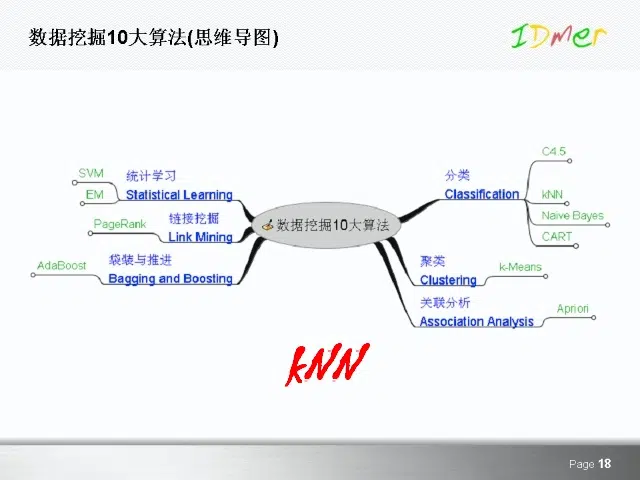 数据挖掘10大算法(思维导图)
IDmer
SVM
EM
统计学习
Statistical Learning
PageRank
链接挖掘
Link Mining
AdaBoost
袋装与推进
Bagging and Boosting
数据挖掘10大算法
分类
Classification
C4.5
kNN
Naive Bayes
CART
聚类
Clustering
k-Means
关联分析
Association Analysis
Apriori
kNN
Page 18